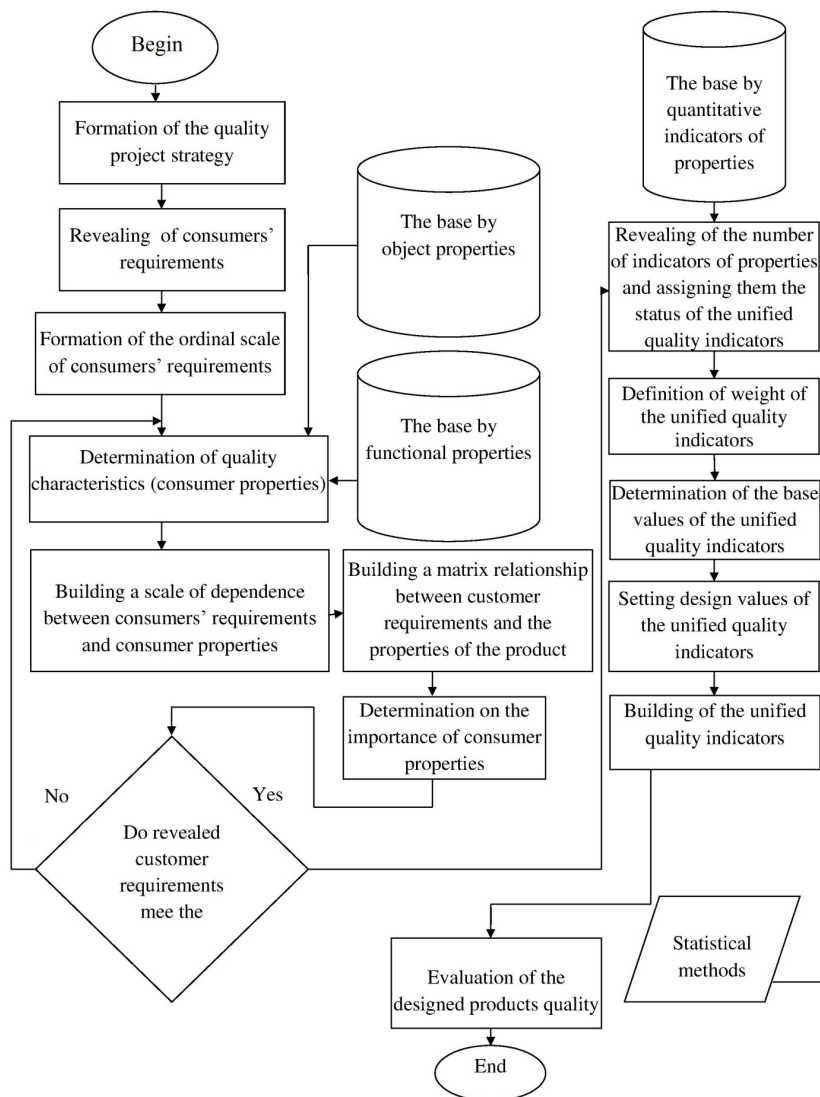 Begin
Formation of the quality
project strategy
Revealing of consumers’
requirements
Formation of the ordinal scale
of consumers’ requirements
Determination of quality
characteristics (consumer properties)
Building a scale of dependence
between consumers’ requirements
and consumer properties
The base by
object properties
The base by
functional properties
Building a matrix relationship
between customer
requirements and the
properties of the product
Determination on the
importance of consumer
properties
No
Yes
Do revealed
customer
requirements
mee the
The base by
quantitative
indicators of
properties
Revealing of the number
of indicators of properties
and assigning them the
status of the unified
quality indicators
Definition of weight of
the unified quality
indicators
Determination of the base
values of the unified
quality indicators
Setting design values of
the unified quality
indicators
Building of the unified
quality indicators
Statistical
methods
Evaluation of the
designed products quality
End